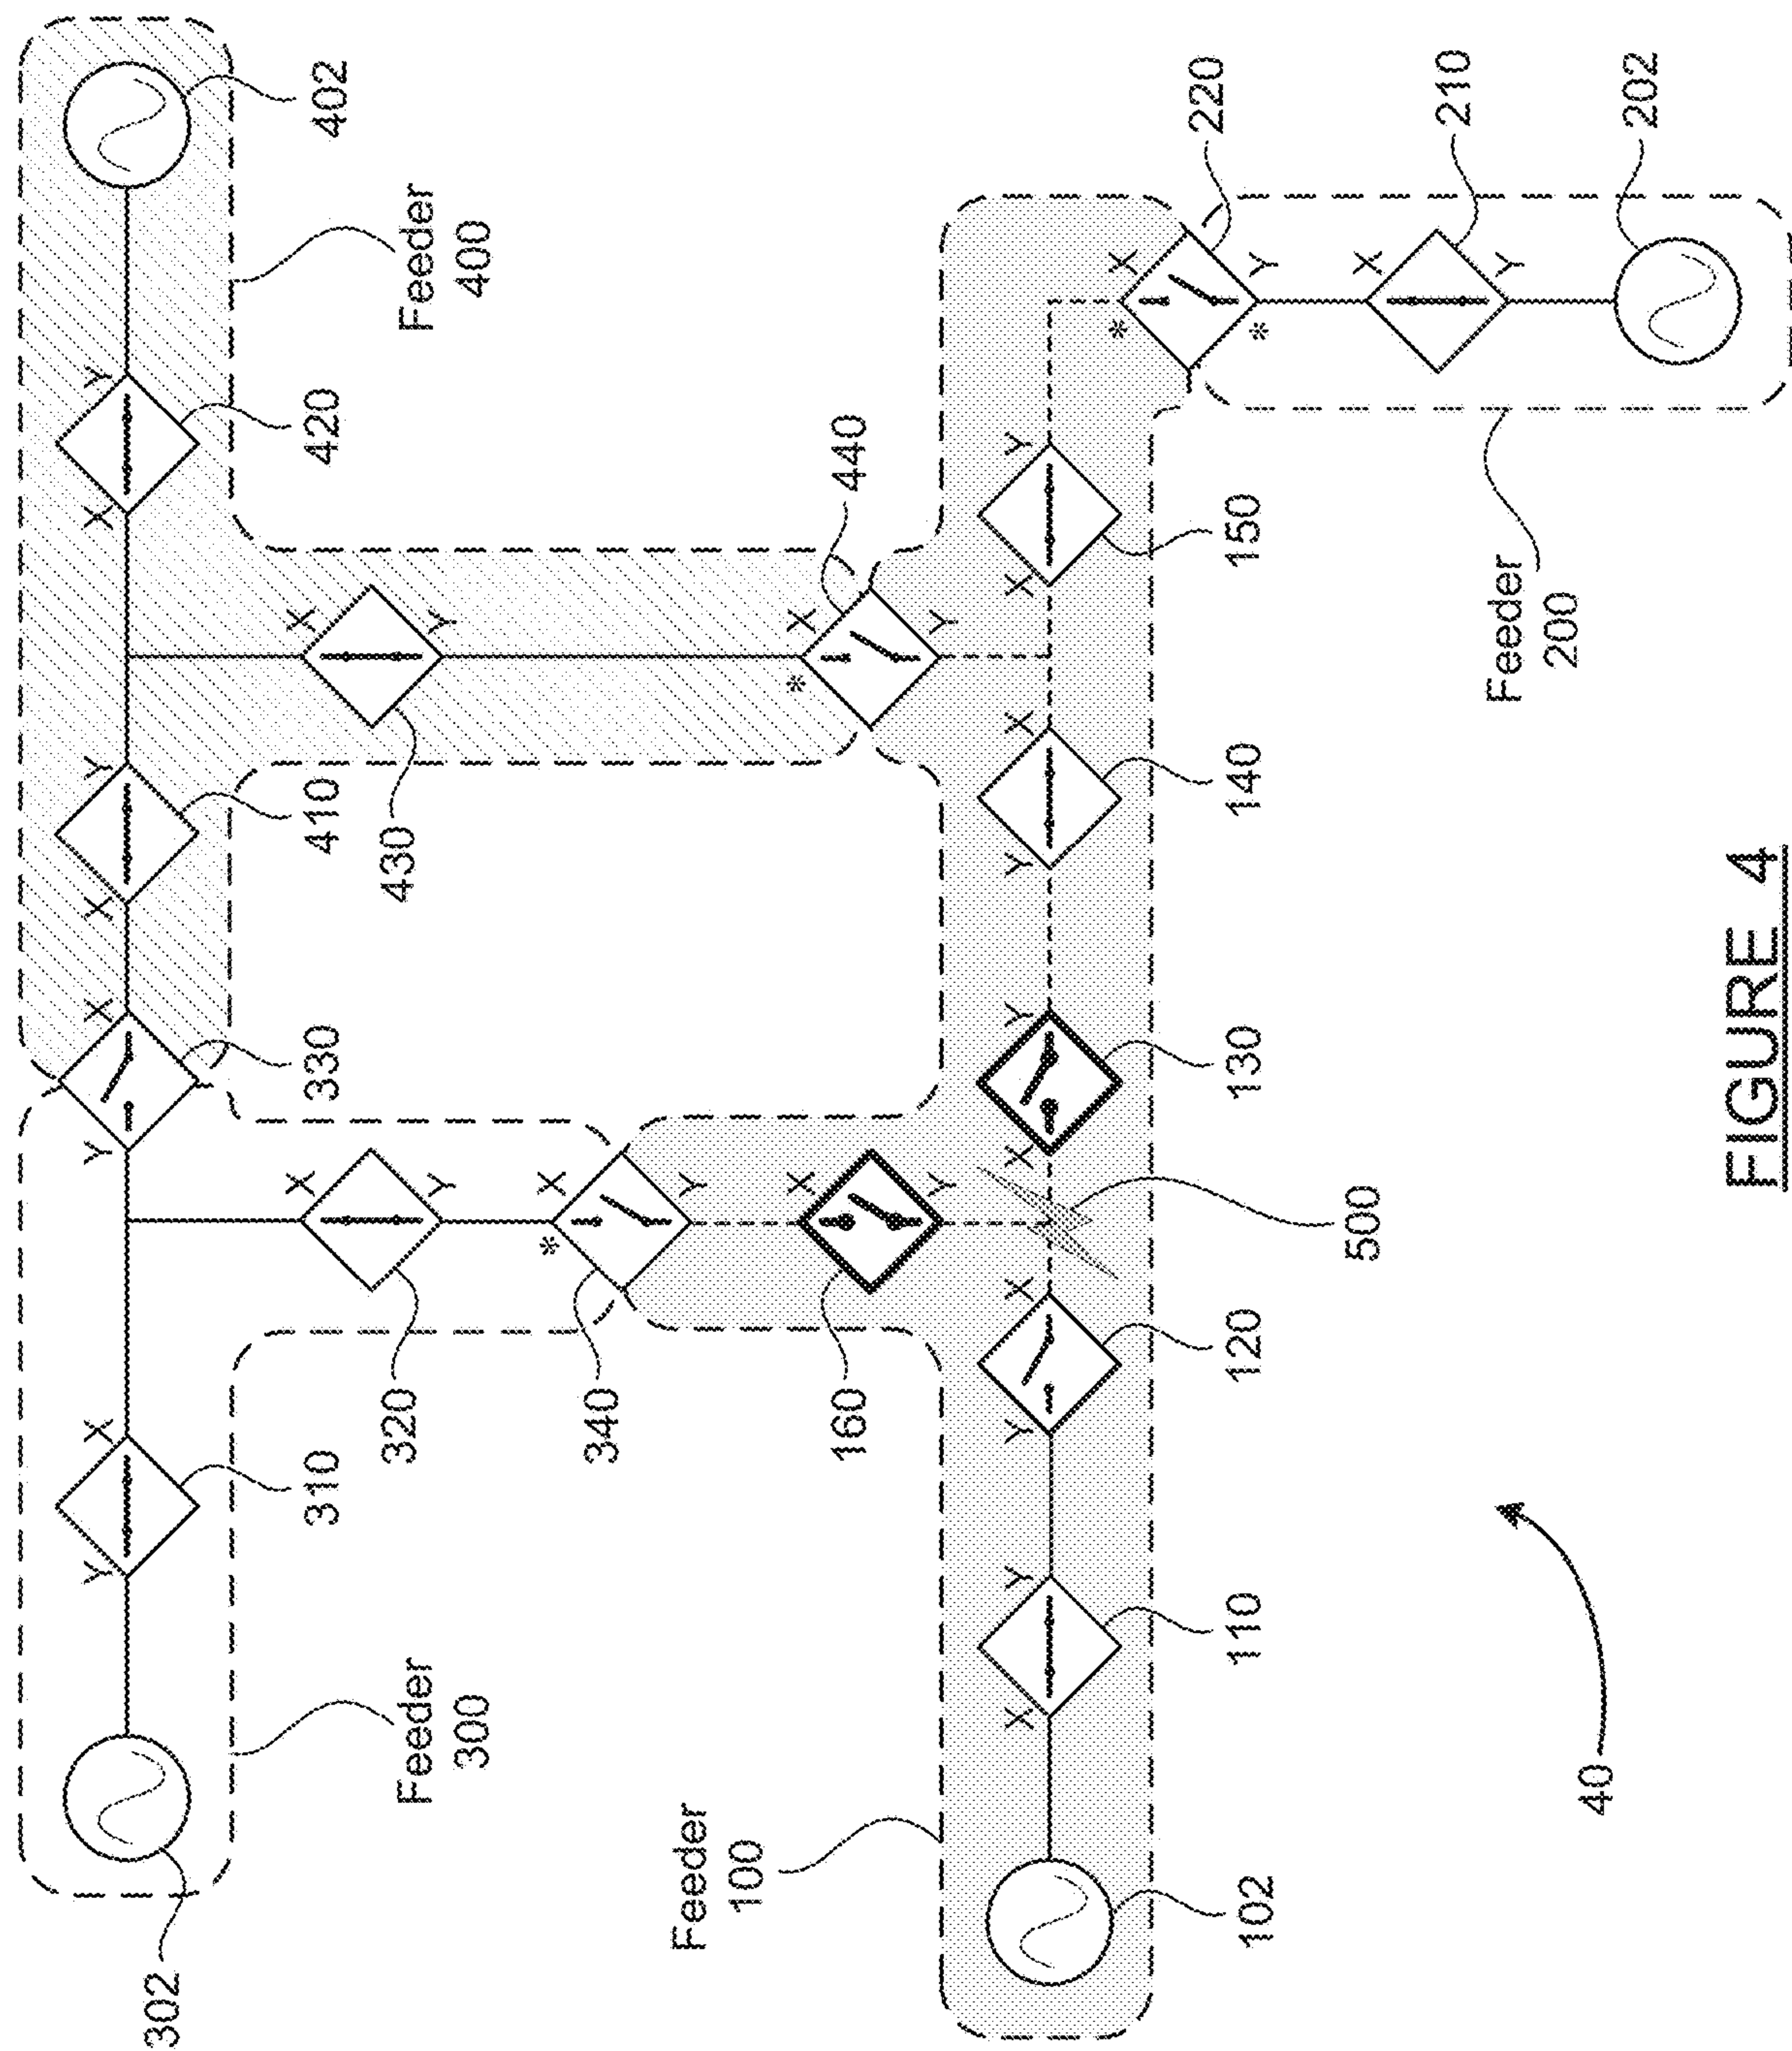 Y X Y X X Y X Y
302
X X
310 330 410 420 402
Feeder
300
320
430
Feeder
400
Y Y
* X
340
Y
Feeder
100
X
* X
160
440
Y Y
X Y Y X X Y Y X X Y
* X
220
102 110 120 130 140 150
* Y
500
X
210
Y
Feeder
200
40
202
FIGURE 4